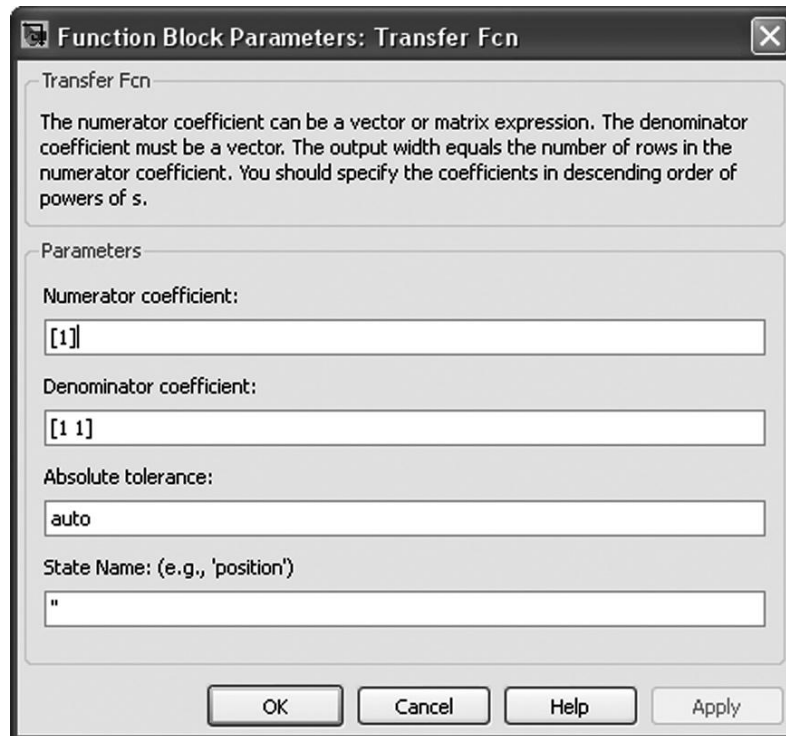 Function Block Parameters: Transfer Fcn
Transfer Fcn
The numerator coefficient can be a vector or matrix expression. The denominator
coefficient must be a vector. The output width equals the number of rows in the
numerator coefficient. You should specify the coefficients in descending order of
powers of s.
Parameters
Numerator coefficient:
[1]
Denominator coefficient:
[1 1]
Absolute tolerance:
auto
State Name: (e.g., 'position')
''
OK Cancel Help Apply